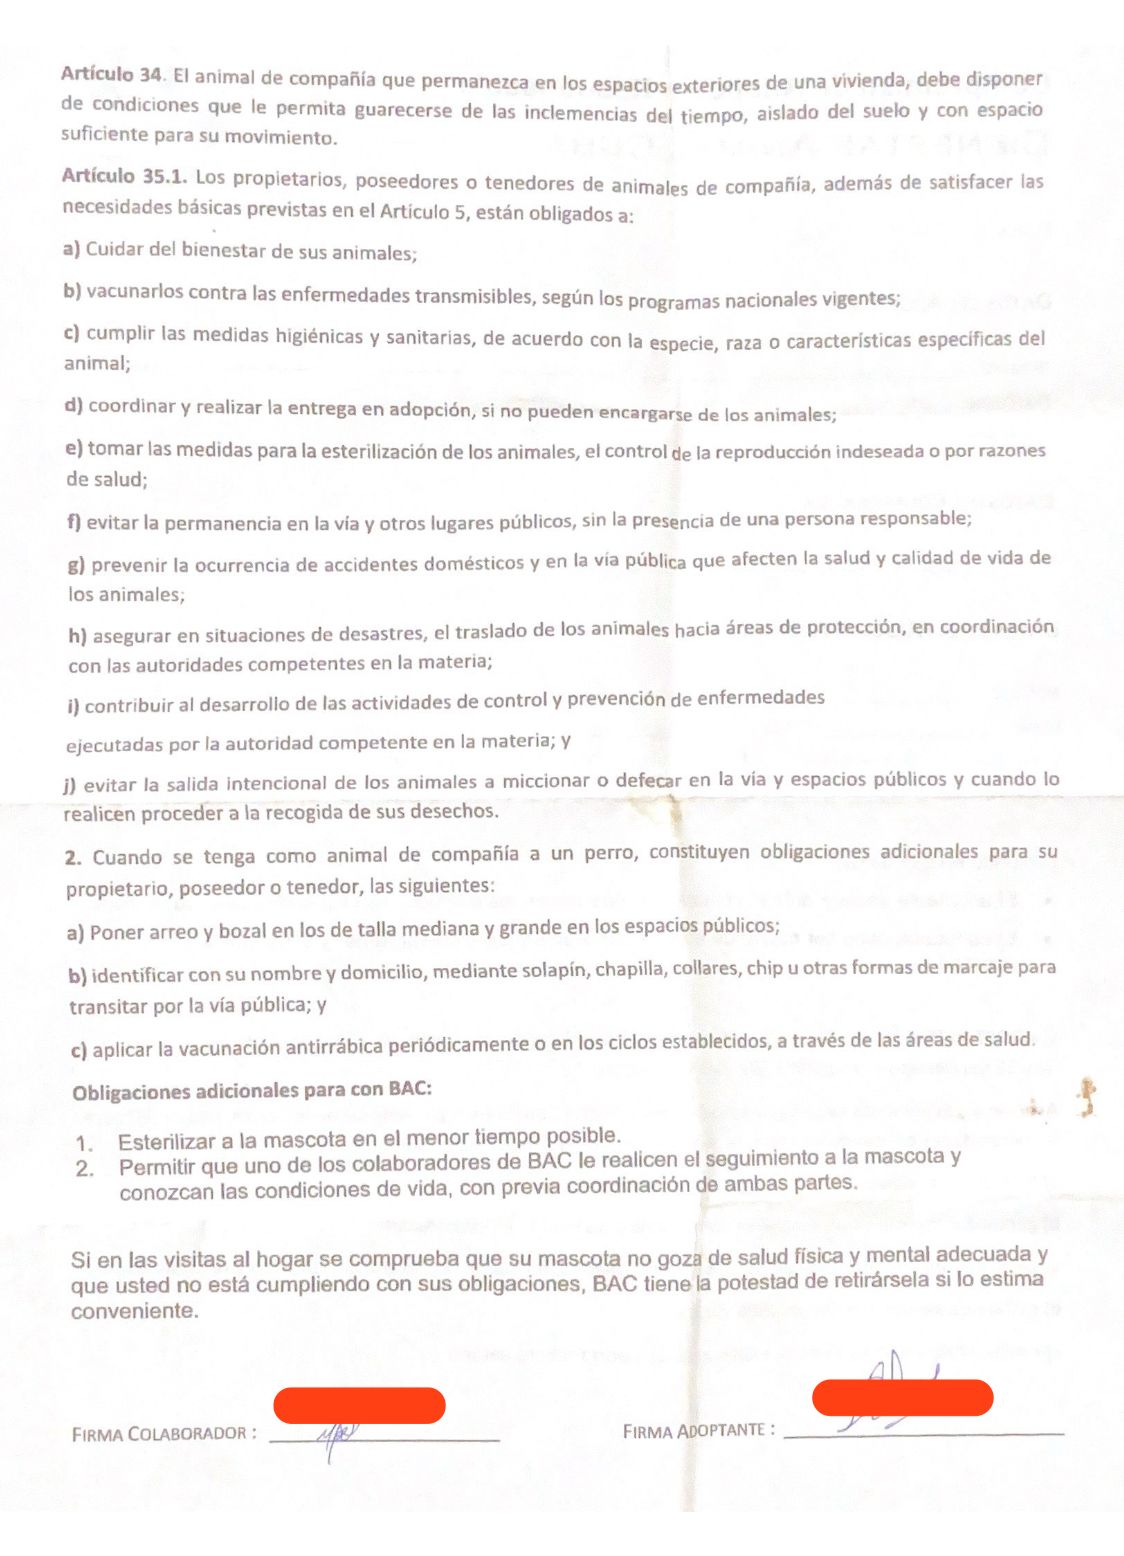 Artículo 34. El animal de compañía que permanezca en los espacios exteriores de una vivienda, debe disponer
de condiciones que le permita guarecerse de las inclemencias del tiempo, aislado del suelo y con espacio
suficiente para su movimiento.
Artículo 35.1. Los propietarios, poseedores o tenedores de animales de compañía, además de satisfacer las
necesidades básicas previstas en el Artículo 5, están obligados a:
a) Cuidar del bienestar de sus animales;
b) vacunarlos contra las enfermedades transmisibles, según los programas nacionales vigentes;
c) cumplir las medidas higiénicas y sanitarias, de acuerdo con la especie, raza o características específicas del
animal;
d) coordinar y realizar la entrega en adopción, si no pueden encargarse de los animales;
e) tomar las medidas para la esterilización de los animales, el control de la reproducción indeseada o por razones
de salud;
f) evitar la permanencia en la vía y otros lugares públicos, sin la presencia de una persona responsable;
g) prevenir la ocurrencia de accidentes domésticos y en la vía pública que afecten la salud y calidad de vida de
los animales;
h) asegurar en situaciones de desastres, el traslado de los animales hacia áreas de protección, en coordinación
con las autoridades competentes en la materia;
i) contribuir al desarrollo de las actividades de control y prevención de enfermedades
ejecutadas por la autoridad competente en la materia; y
j) evitar la salida intencional de los animales a miccionar o defecar en la vía y espacios públicos y cuando lo
realicen proceder a la recogida de sus desechos.
2. Cuando se tenga como animal de compañía a un perro, constituyen obligaciones adicionales para su
propietario, poseedor o tenedor, las siguientes:
a) Poner arreo y bozal en los de talla mediana y grande en los espacios públicos;
b) identificar con su nombre y domicilio, mediante solapín, chapilla, collares, chip u otras formas de marcaje para
transitar por la vía pública; y
c) aplicar la vacunación antirrábica periódicamente o en los ciclos establecidos, a través de las áreas de salud.
Obligaciones adicionales para con BAC:
1. Esterilizar a la mascota en el menor tiempo posible.
2. Permitir que uno de los colaboradores de BAC le realicen el seguimiento a la mascota y
conozcan las condiciones de vida, con previa coordinación de ambas partes.
Si en las visitas al hogar se comprueba que su mascota no goza de salud física y mental adecuada y
que usted no está cumpliendo con sus obligaciones, BAC tiene la potestad de retirársela si lo estima
conveniente.
FIRMA COLABORADOR :
FIRMA ADOPTANTE :